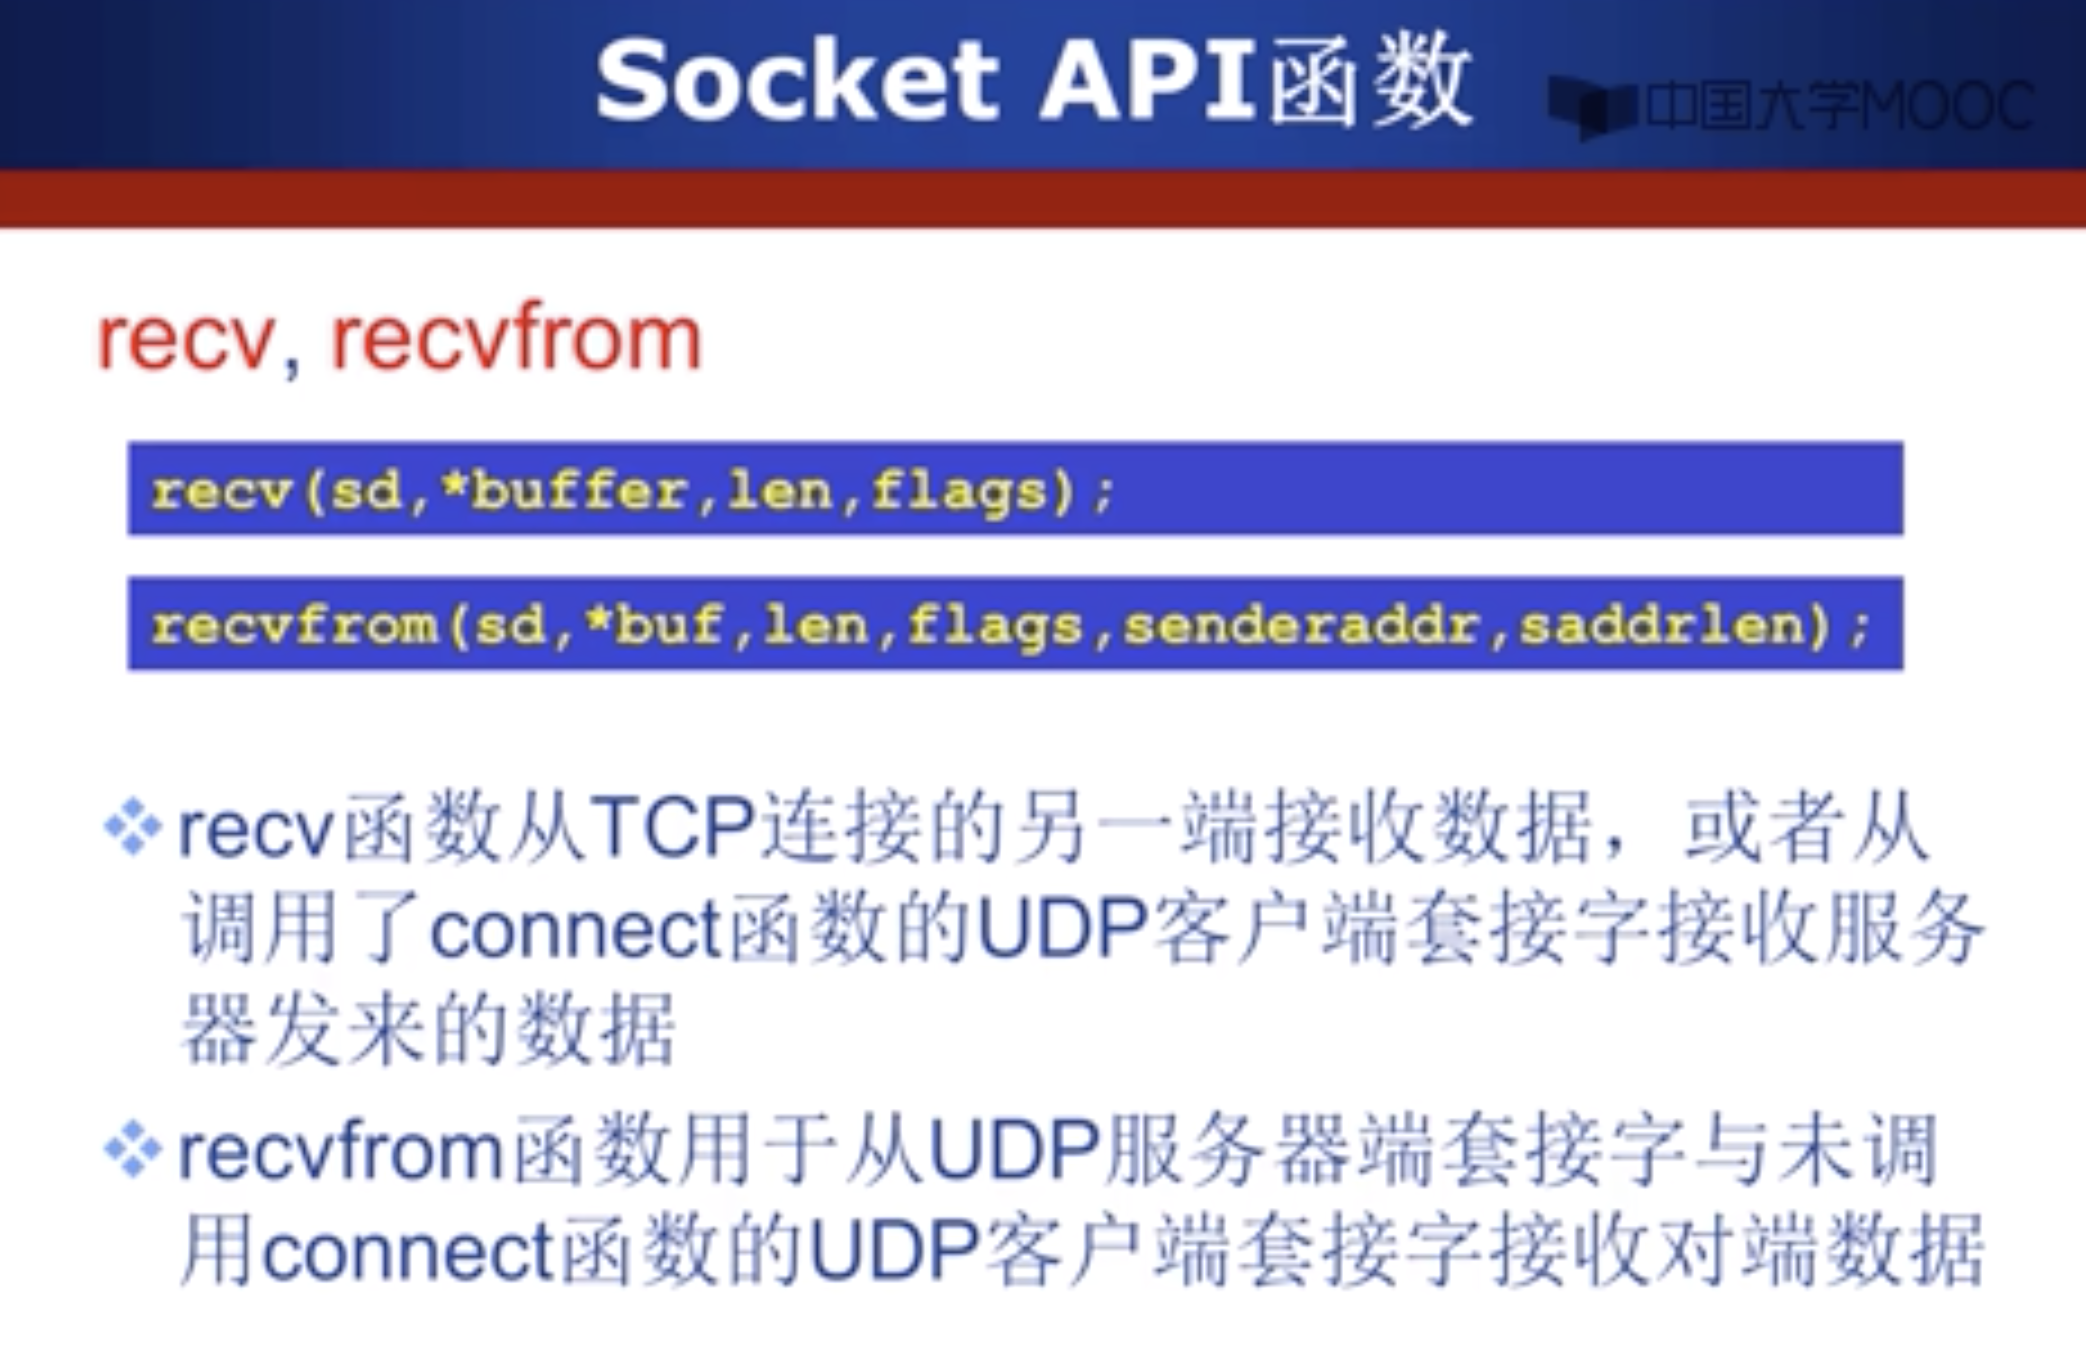 Socket API函数
中国大学MOOC
recv, recvfrom
recv(sd,*buffer,len,flags);
recvfrom(sd,*buf,len,flags,senderaddr,saddrlen);
recv函数从TCP连接的另一端接收数据，或者从
调用了connect函数的UDP客户端套接字接收服务
器发来的数据
recvfrom函数用于从UDP服务器端套接字与未调
用connect函数的UDP客户端套接字接收对端数据